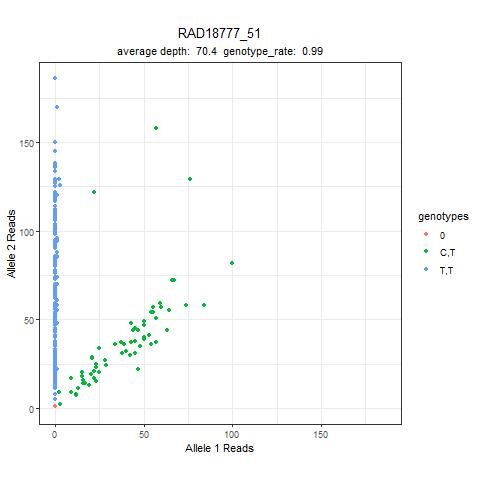 RAD18777_51
average depth: 70.4 genotype_rate: 0.99
150
100
50
0
Allele 2 Reads
0 50 100 150
Allele 1 Reads
genotypes
0
C,T
T,T